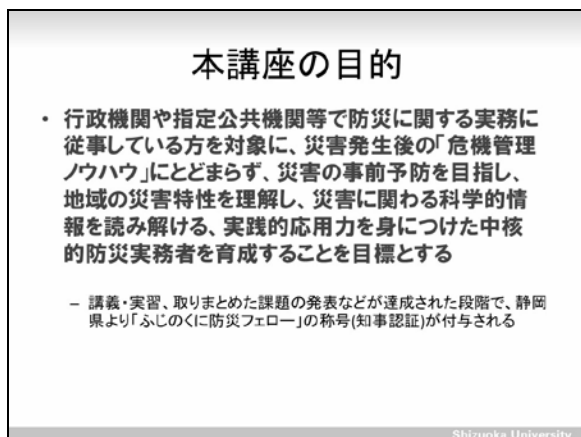 本講座の目的
・ 行政機関や指定公共機関等で防災に関する実務に
従事している方を対象に、災害発生後の「危機管理
ノウハウ」にとどまらず、災害の事前予防を目指し、
地域の災害特性を理解し、災害に関わる科学的情
報を読み解ける、実践的応用力を身につけた中核
的防災実務者を育成することを目標とする
– 講義・実習、取りまとめた課題の発表などが達成された段階で、静岡
県より「ふじのくに防災フェロー」の称号(知事認証)が付与される
Shizuoka University